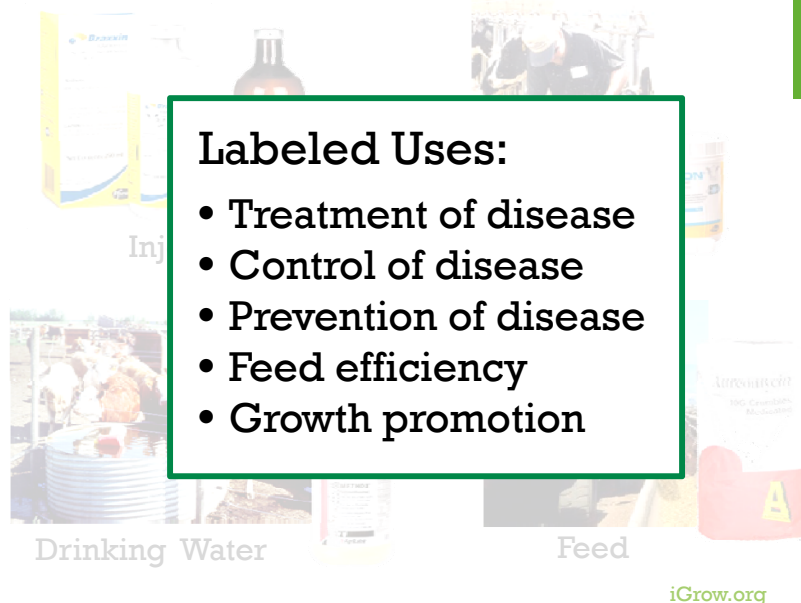 Labeled Uses:
• Treatment of disease
• Control of disease
• Prevention of disease
• Feed efficiency
• Growth promotion
Inj
Drinking Water
Feed
iGrow.org